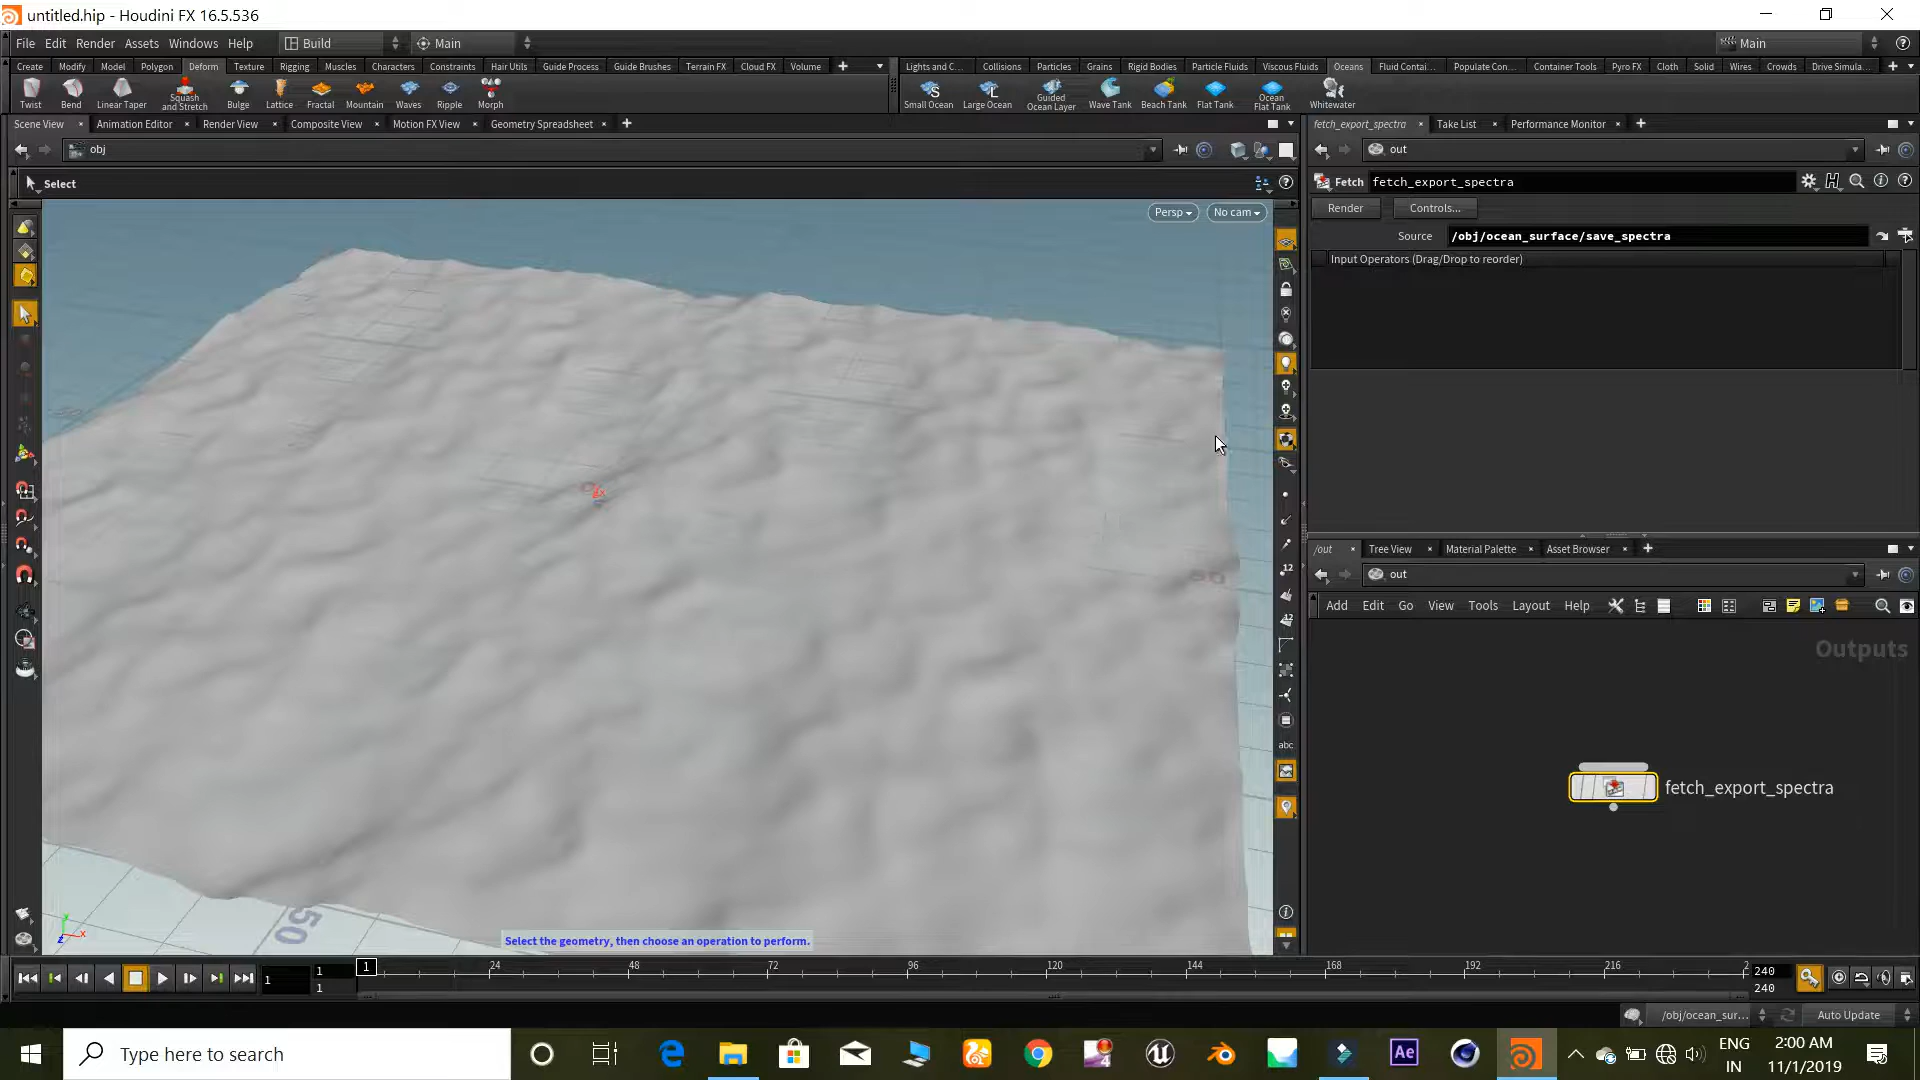 untitled.hip - Houdini FX 16.5.536
File Edit Render Assets Windows Help Build Main Main
Create Modify Model Polygon Deform Texture Rigging Muscles Characters Constraints Hair Utils Guide Process Guide Brushes Terrain FX Cloud FX Volume
Lights and C... Collisions Particles Grains Rigid Bodies Particle Fluids Viscous Fluids Oceans Fluid Contai... Populate Con... Container Tools Pyro FX Cloth Solid Wires Crowds Drive Simula...
Twist Bend Linear Taper Squash and Stretch Bulge Lattice Fractal Mountain Waves Ripple Morph
Small Ocean Large Ocean Guided Ocean Layer Wave Tank Beach Tank Flat Tank Ocean Flat Tank Whitewater
Scene View Animation Editor Render View Composite View Motion FX View Geometry Spreadsheet
fetch_export_spectra Take List Performance Monitor
obj
out
Select
Fetch fetch_export_spectra
Persp No cam
Render Controls...
Source /obj/ocean_surface/save_spectra
Input Operators (Drag/Drop to reorder)
/out Tree View Material Palette Asset Browser
out
Add Edit Go View Tools Layout Help
Outputs
fetch_export_spectra
12
12
abc
50
Select the geometry, then choose an operation to perform.
1 1 1 24 48 72 96 120 144 168 192 216 2 240
1 240
/obj/ocean_sur... Auto Update
Type here to search
Ae
ENG 2:00 AM
IN 11/1/2019